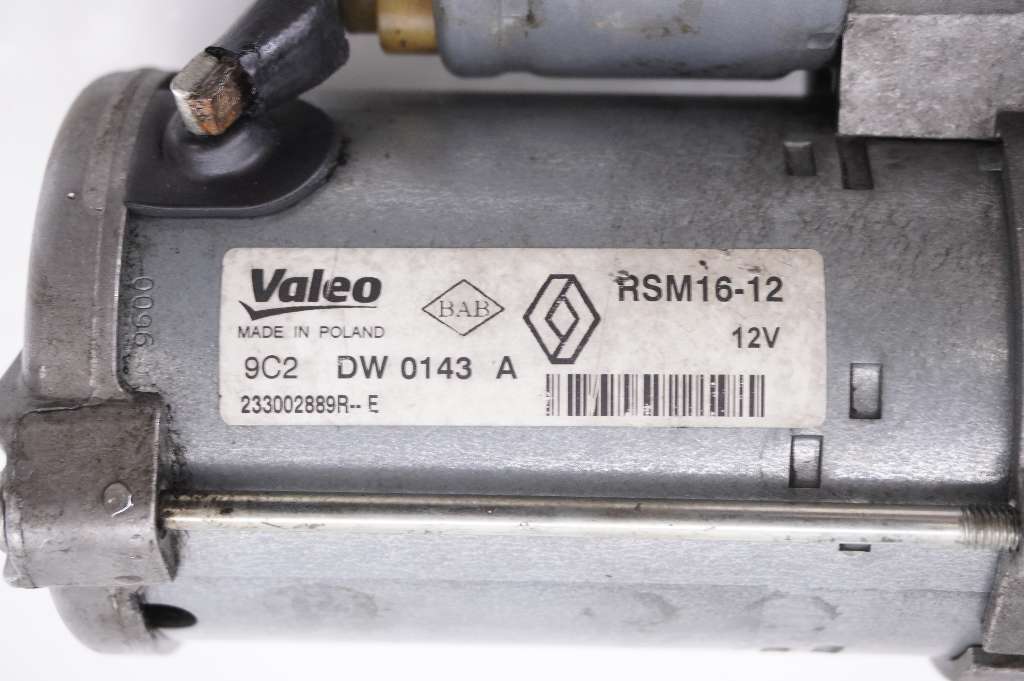 Valeo
MADE IN POLAND
BAB
RSM16-12
12V
9C2 DW 0143 A
233002889R-- E
9600